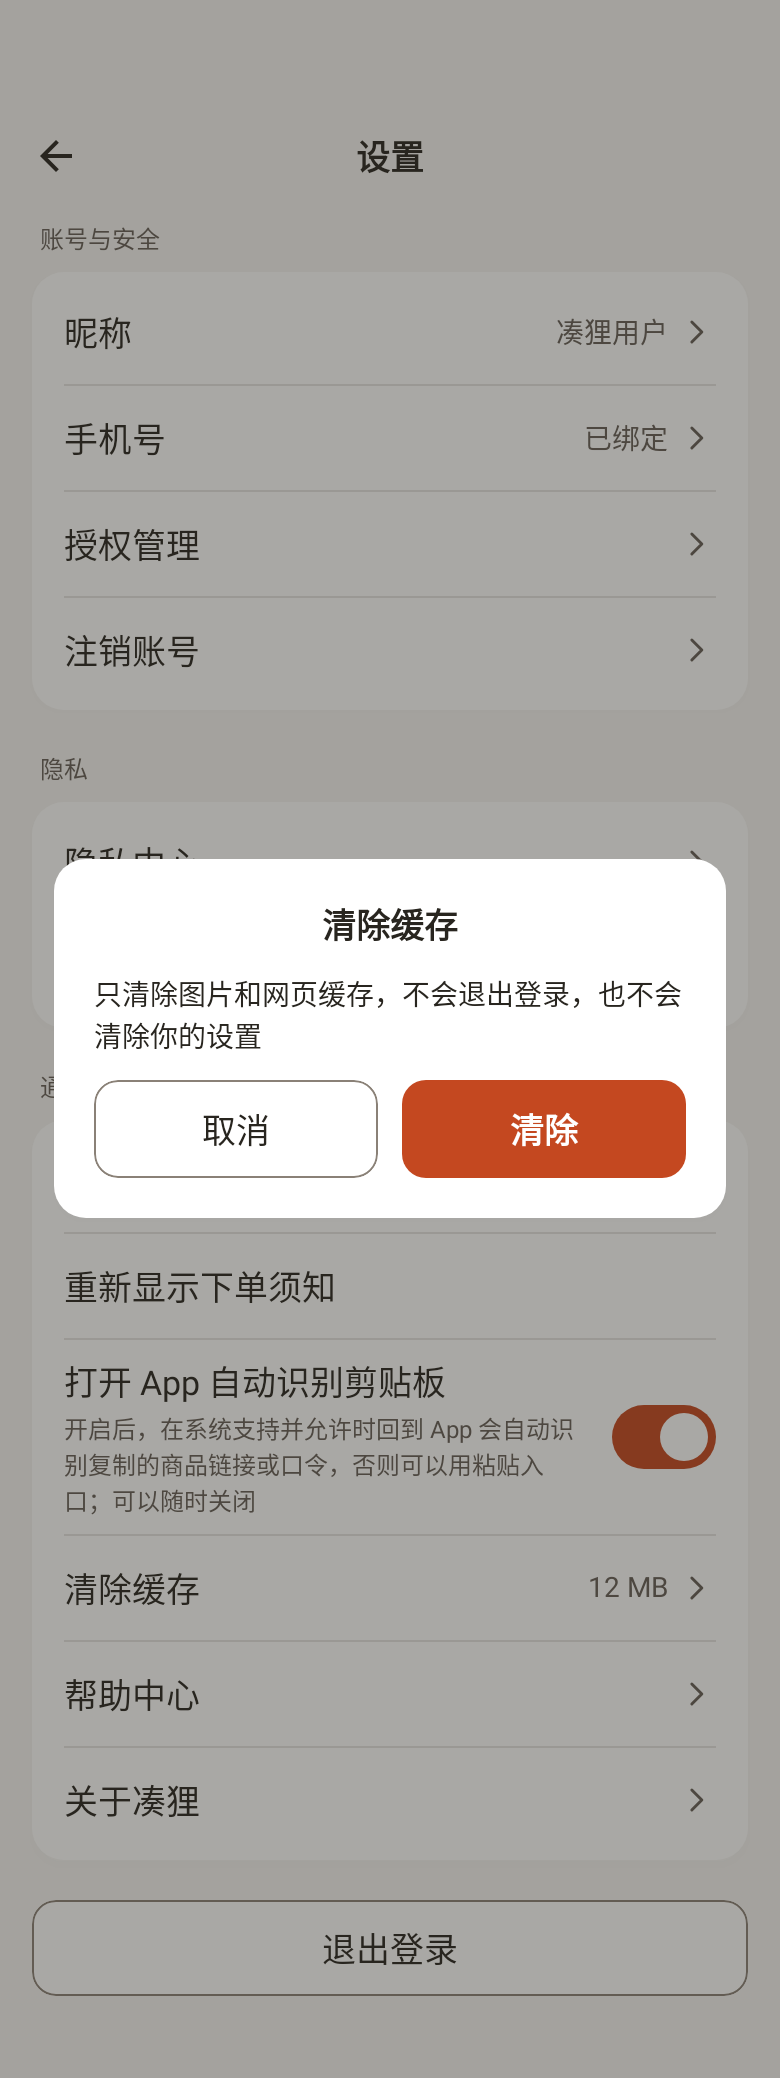 设置
账号与安全
昵称
凑狸用户
手机号
已绑定
授权管理
注销账号
隐私
隐私中心
清除缓存
只清除图片和网页缓存，不会退出登录，也不会
清除你的设置
取消
清除
重新显示下单须知
打开 App 自动识别剪贴板
开启后，在系统支持并允许时回到 App 会自动识
别复制的商品链接或口令，否则可以用粘贴入
口；可以随时关闭
清除缓存
12 MB
帮助中心
关于凑狸
退出登录